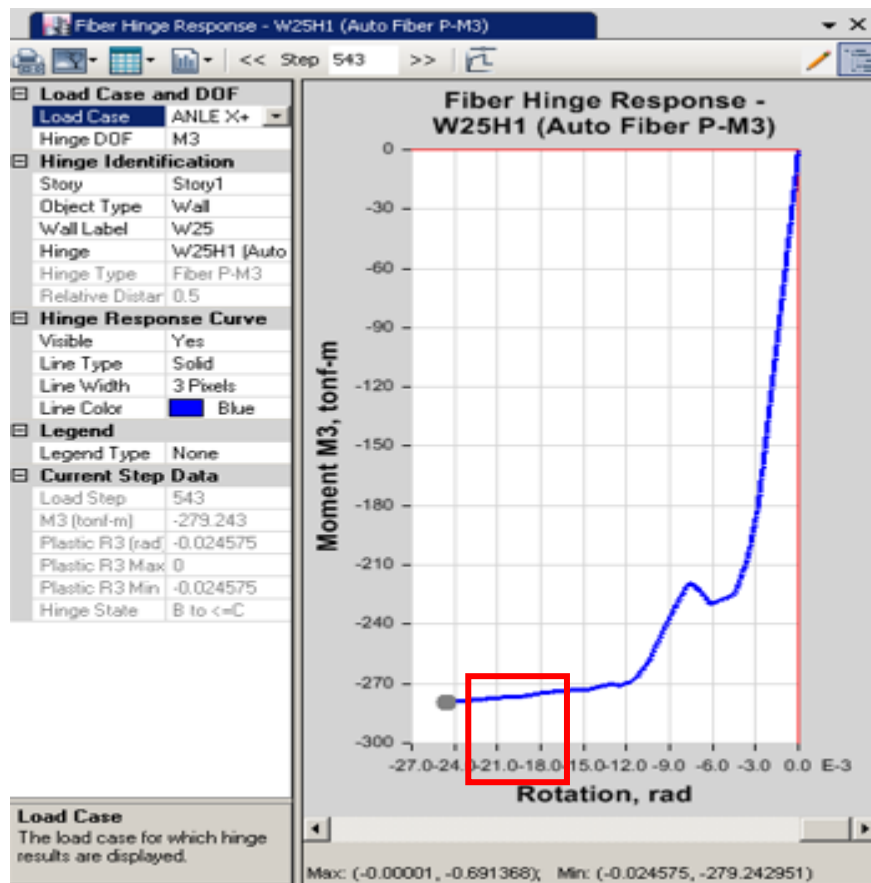 Fiber Hinge Response - W25H1 (Auto Fiber P-M3)
<< Step 543 >>
Load Case and DOF
Load Case ANLE X+
Hinge DOF M3
Hinge Identification
Story Story1
Object Type Wall
Wall Label W25
Hinge W25H1 (Auto
Hinge Type Fiber P-M3
Relative Distar 0.5
Hinge Response Curve
Visible Yes
Line Type Solid
Line Width 3 Pixels
Line Color Blue
Legend
Legend Type None
Current Step Data
Load Step 543
M3 (tonf-m) -279.243
Plastic R3 (rad) -0.024575
Plastic R3 Max 0
Plastic R3 Min -0.024575
Hinge State B to <=C
Load Case
The load case for which hinge
results are displayed.
Fiber Hinge Response -
W25H1 (Auto Fiber P-M3)
Moment M3, tonf-m
0
-30
-60
-90
-120
-150
-180
-210
-240
-270
-300
-27.0 -24.0 -21.0 -18.0 -15.0 -12.0 -9.0 -6.0 -3.0 0.0 E-3
Rotation, rad
Max: (-0.00001, -0.691368); Min: (-0.024575, -279.242951)